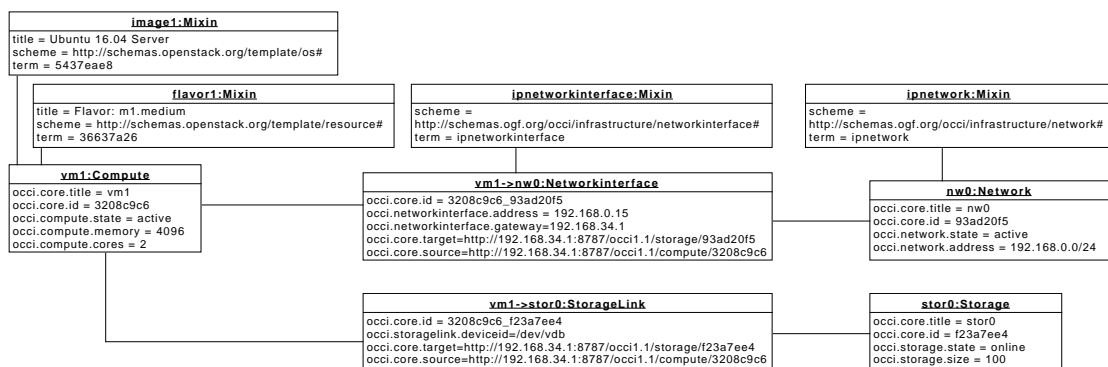 image1:Mixin
title = Ubuntu 16.04 Server
scheme = http://schemas.openstack.org/template/os#
term = 5437eae8
flavor1:Mixin
title = Flavor: m1.medium
scheme = http://schemas.openstack.org/template/resource#
term = 36637a26
ipnetworkinterface:Mixin
scheme =
http://schemas.ogf.org/occi/infrastructure/networkinterface#
term = ipnetworkinterface
ipnetwork:Mixin
scheme =
http://schemas.ogf.org/occi/infrastructure/network#
term = ipnetwork
vm1:Compute
occi.core.title = vm1
occi.core.id = 3208c9c6
occi.compute.state = active
occi.compute.memory = 4096
occi.compute.cores = 2
vm1->nw0:Networkinterface
occi.core.id = 3208c9c6_93ad20f5
occi.networkinterface.address = 192.168.0.15
occi.networkinterface.gateway=192.168.34.1
occi.core.target=http://192.168.34.1:8787/occi1.1/storage/93ad20f5
occi.core.source=http://192.168.34.1:8787/occi1.1/compute/3208c9c6
nw0:Network
occi.core.title = nw0
occi.core.id = 93ad20f5
occi.network.state = active
occi.network.address = 192.168.0.0/24
vm1->stor0:StorageLink
occi.core.id = 3208c9c6_f23a7ee4
occi.storagelink.deviceid=/dev/vdb
occi.core.target=http://192.168.34.1:8787/occi1.1/storage/f23a7ee4
occi.core.source=http://192.168.34.1:8787/occi1.1/compute/3208c9c6
stor0:Storage
occi.core.title = stor0
occi.core.id = f23a7ee4
occi.storage.state = online
occi.storage.size = 100